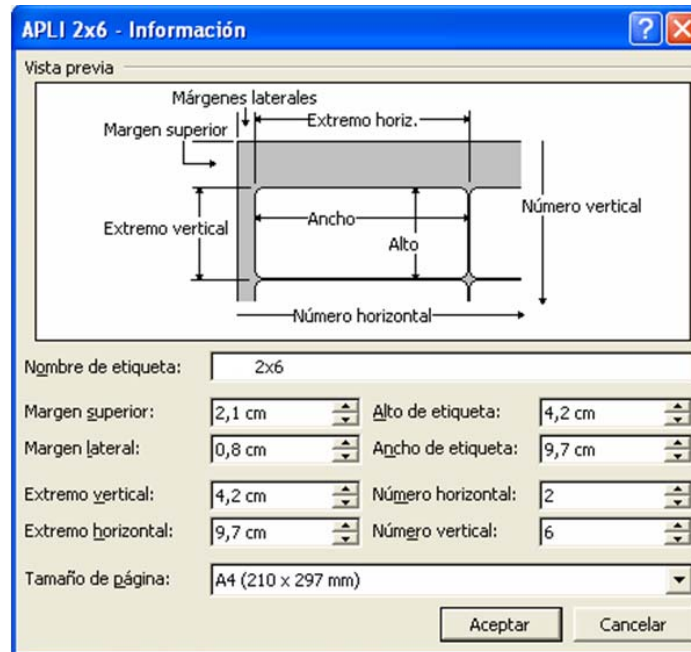 APLI 2x6 - Información
Vista previa
Márgenes laterales
Extremo horiz.
Margen superior
Extremo vertical
Ancho
Alto
Número vertical
Número horizontal
Nombre de etiqueta: 2x6
Margen superior: 2,1 cm Alto de etiqueta: 4,2 cm
Margen lateral: 0,8 cm Ancho de etiqueta: 9,7 cm
Extremo vertical: 4,2 cm Número horizontal: 2
Extremo horizontal: 9,7 cm Número vertical: 6
Tamaño de página: A4 (210 x 297 mm)
Aceptar Cancelar